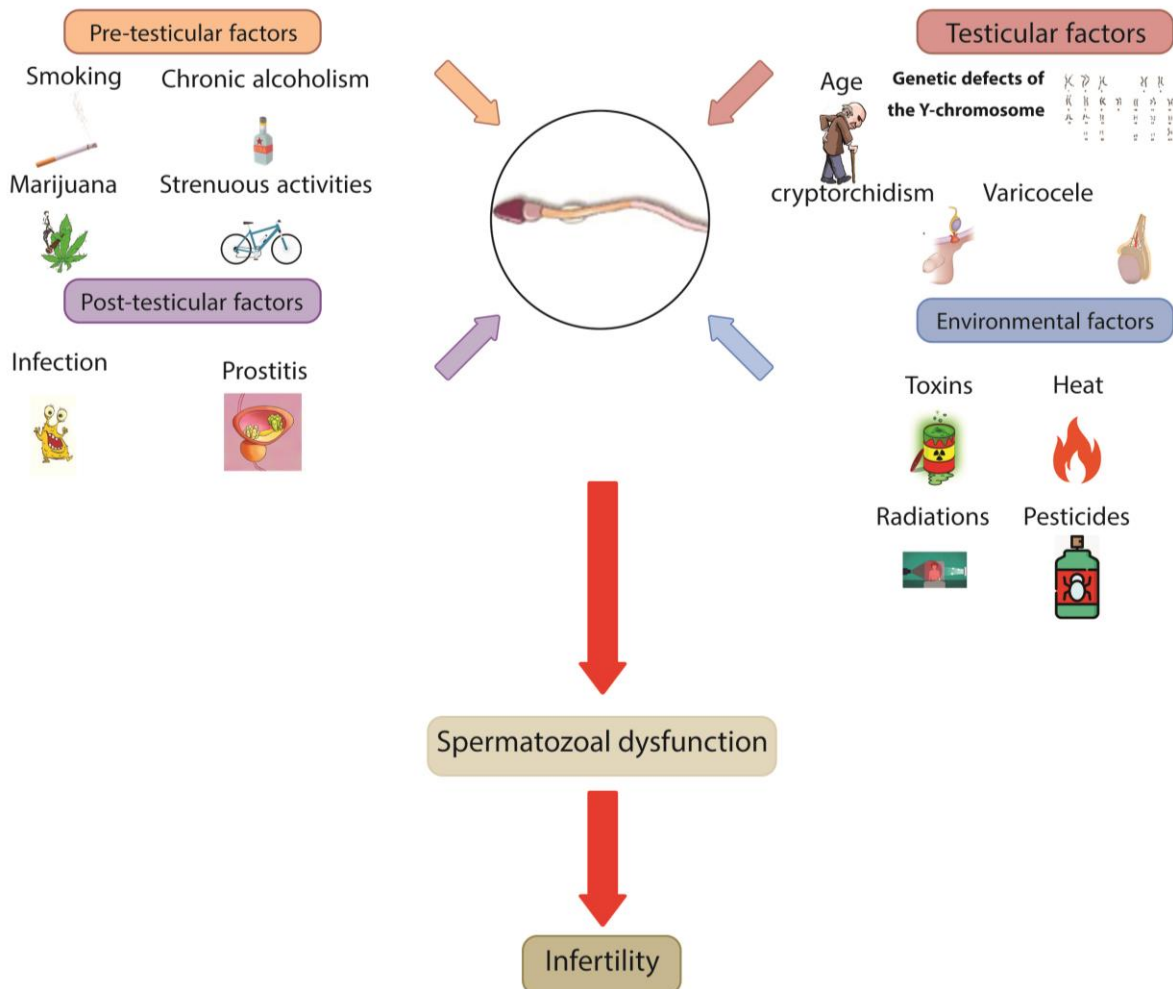 Pre-testicular factors
Smoking
Chronic alcoholism
Marijuana
Strenuous activities
Post-testicular factors
Infection
Prostitis
Testicular factors
Age
Genetic defects of
the Y-chromosome
cryptorchidism
Varicocele
Environmental factors
Toxins
Heat
Radiations
Pesticides
Spermatozoal dysfunction
Infertility